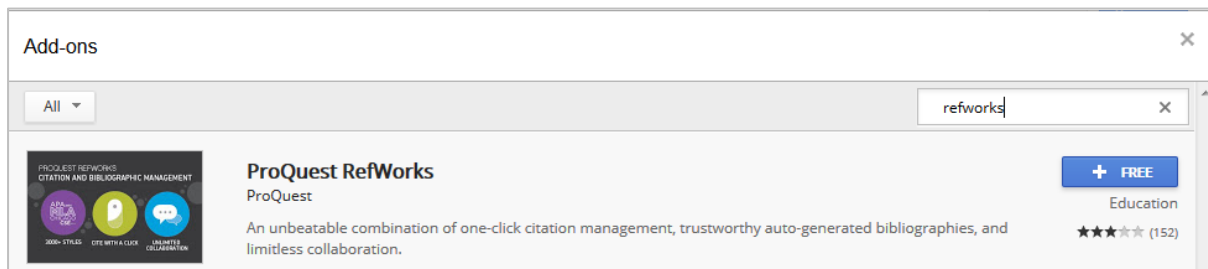 Add-ons
×
All
refworks
×
PROQUEST REFWORKS
CITATION AND BIBLIOGRAPHIC MANAGEMENT
APA
MLA
3000+ STYLES
CITE WITH A CLICK
UNLIMITED
COLLABORATION
ProQuest RefWorks
ProQuest
An unbeatable combination of one-click citation management, trustworthy auto-generated bibliographies, and
limitless collaboration.
+ FREE
Education
(152)